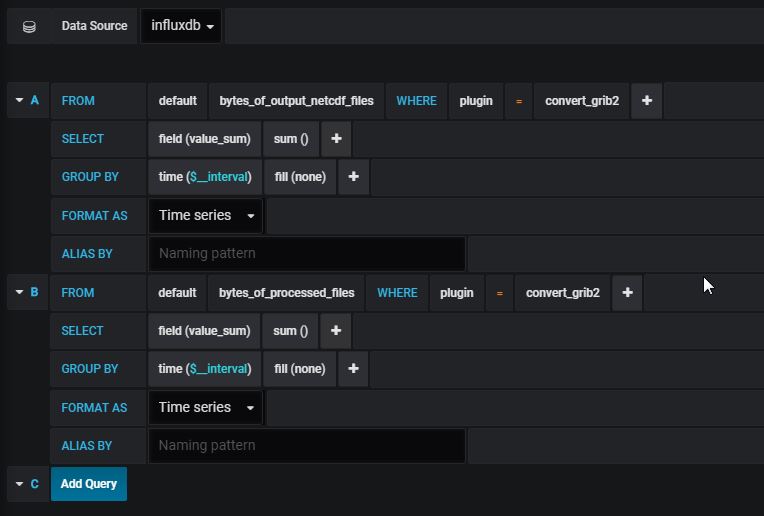 Data Source influxdb
A FROM default bytes_of_output_netcdf_files WHERE plugin = convert_grib2 +
SELECT field (value_sum) sum () +
GROUP BY time ($__interval) fill (none) +
FORMAT AS Time series
ALIAS BY Naming pattern
B FROM default bytes_of_processed_files WHERE plugin = convert_grib2 +
SELECT field (value_sum) sum () +
GROUP BY time ($__interval) fill (none) +
FORMAT AS Time series
ALIAS BY Naming pattern
C Add Query